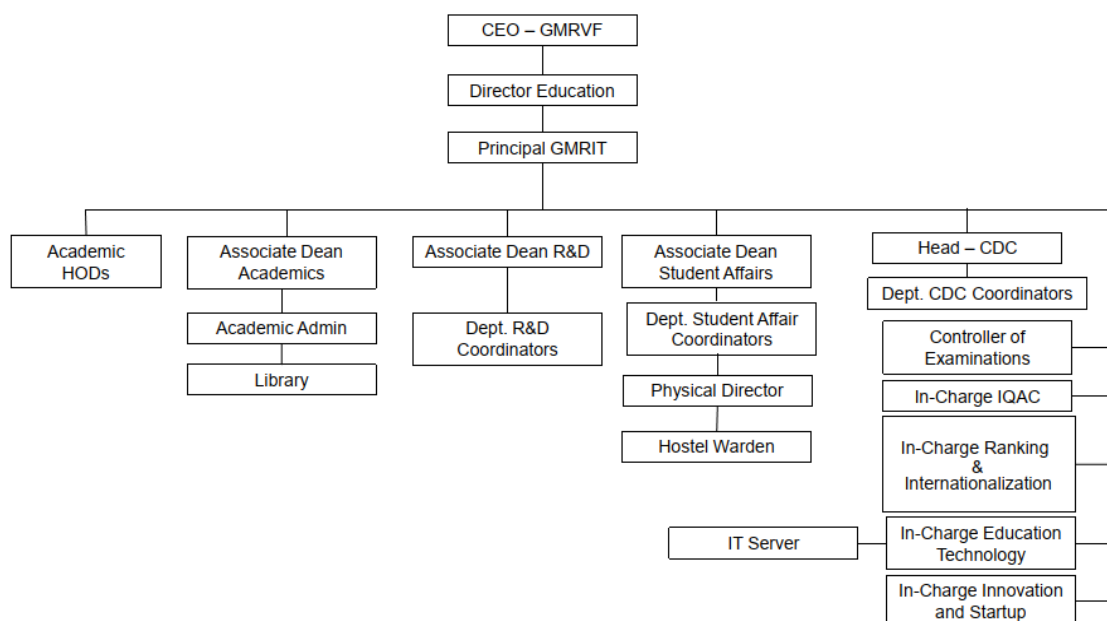 CEO – GMRVF
Director Education
Principal GMRIT
Academic
HODs
Associate Dean
Academics
Academic Admin
Library
Associate Dean R&D
Dept. R&D
Coordinators
Associate Dean
Student Affairs
Dept. Student Affair
Coordinators
Physical Director
Hostel Warden
Head – CDC
Dept. CDC Coordinators
Controller of
Examinations
In-Charge IQAC
In-Charge Ranking
&
Internationalization
IT Server
In-Charge Education
Technology
In-Charge Innovation
and Startup